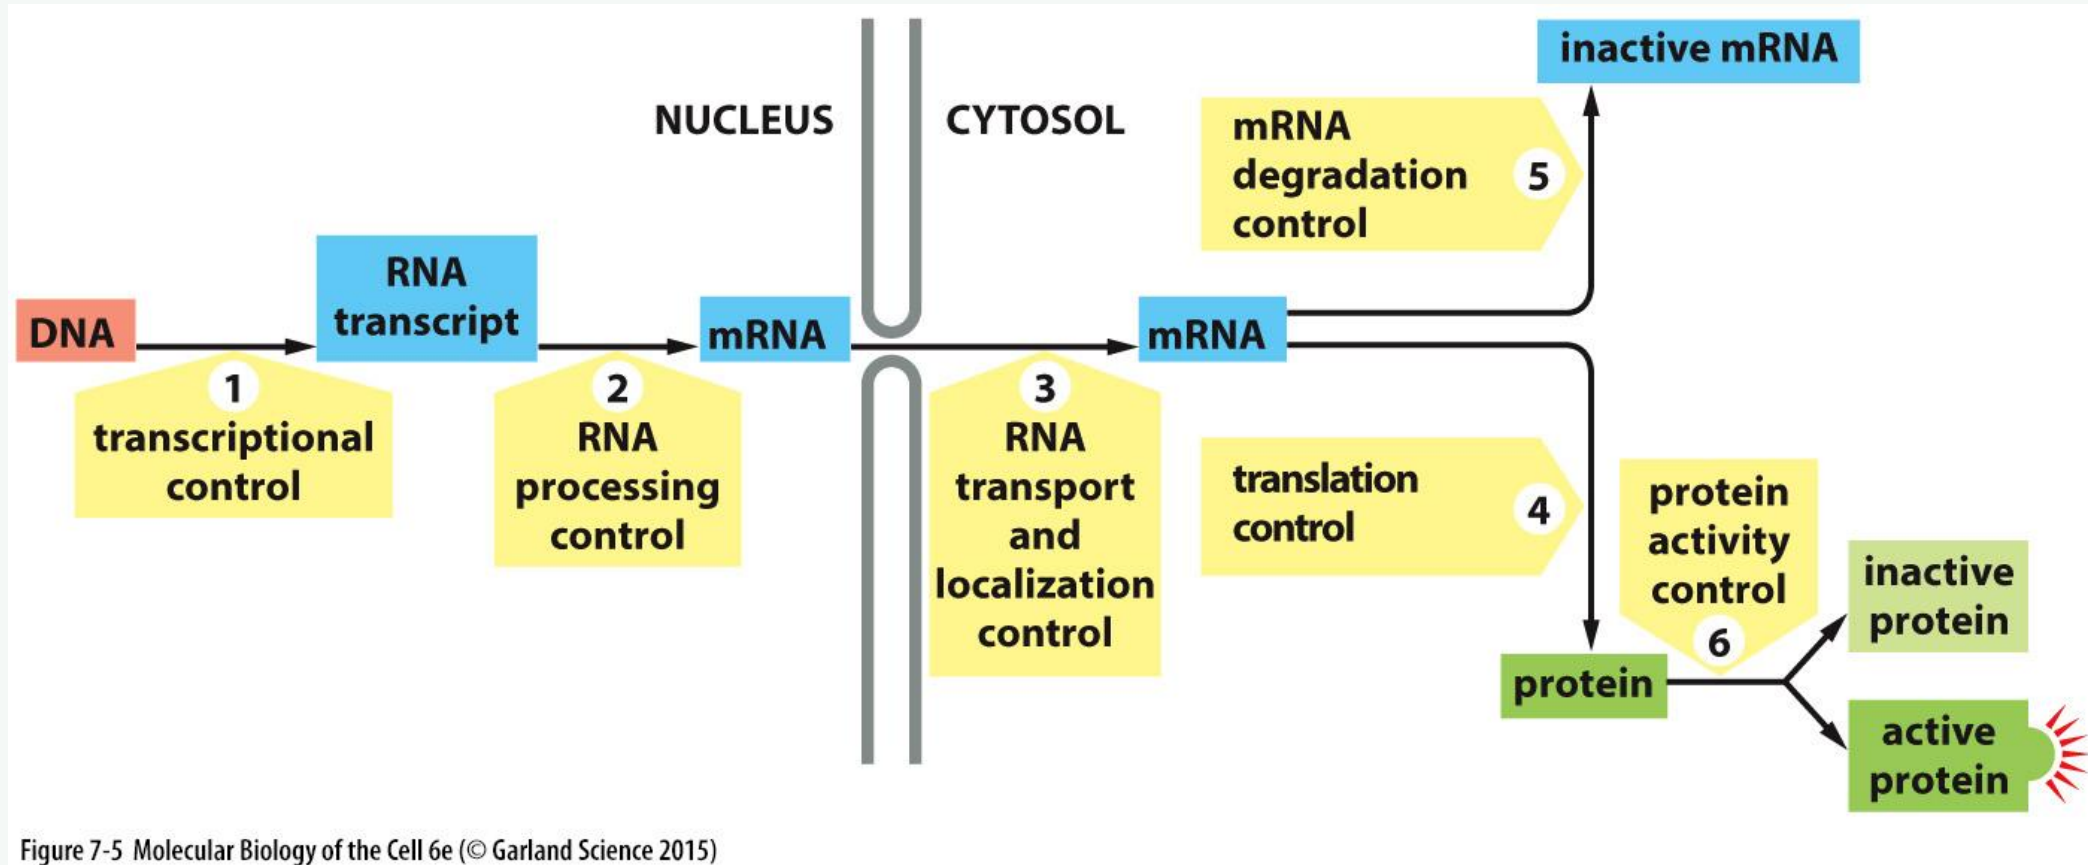 NUCLEUS
CYTOSOL
DNA
RNA
transcript
mRNA
mRNA
inactive mRNA
1
transcriptional
control
2
RNA
processing
control
3
RNA
transport
and
localization
control
mRNA
degradation
control
5
translation
control
4
protein
protein
activity
control
6
inactive
protein
active
protein
Figure 7-5 Molecular Biology of the Cell 6e (© Garland Science 2015)